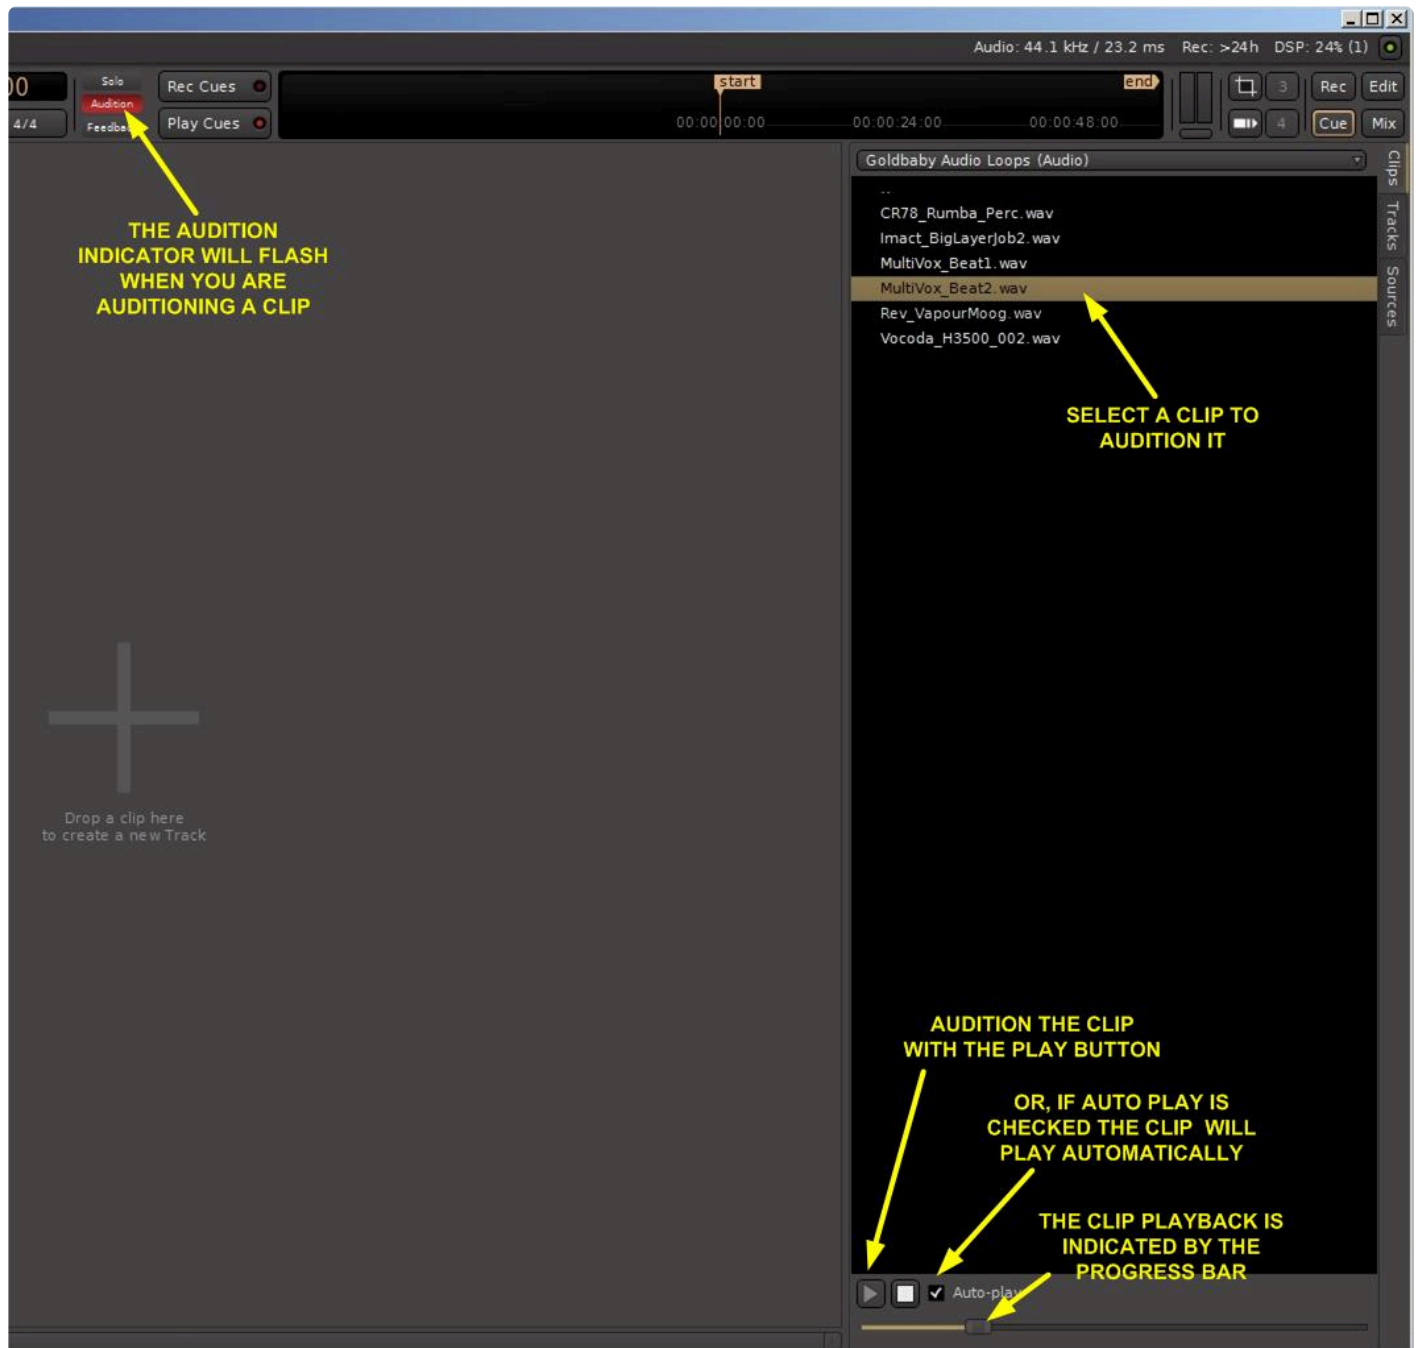 Audio: 44.1 kHz / 23.2 ms Rec: >24h DSP: 24% (1)
00
Solo
Rec Cues
start
end
3
Rec
Edit
Audition
4/4
Feedback
Play Cues
00:00:00:00
00:00:24:00
00:00:48:00
4
Cue
Mix
Goldbaby Audio Loops (Audio)
Clips
Tracks
Sources
..
CR78_Rumba_Perc.wav
Imact_BigLayerJob2.wav
MultiVox_Beat1.wav
MultiVox_Beat2.wav
Rev_VapourMoog.wav
Vocoda_H3500_002.wav
THE AUDITION
INDICATOR WILL FLASH
WHEN YOU ARE
AUDITIONING A CLIP
SELECT A CLIP TO
AUDITION IT
Drop a clip here
to create a new Track
AUDITION THE CLIP
WITH THE PLAY BUTTON
OR, IF AUTO PLAY IS
CHECKED THE CLIP WILL
PLAY AUTOMATICALLY
THE CLIP PLAYBACK IS
INDICATED BY THE
PROGRESS BAR
Auto-play